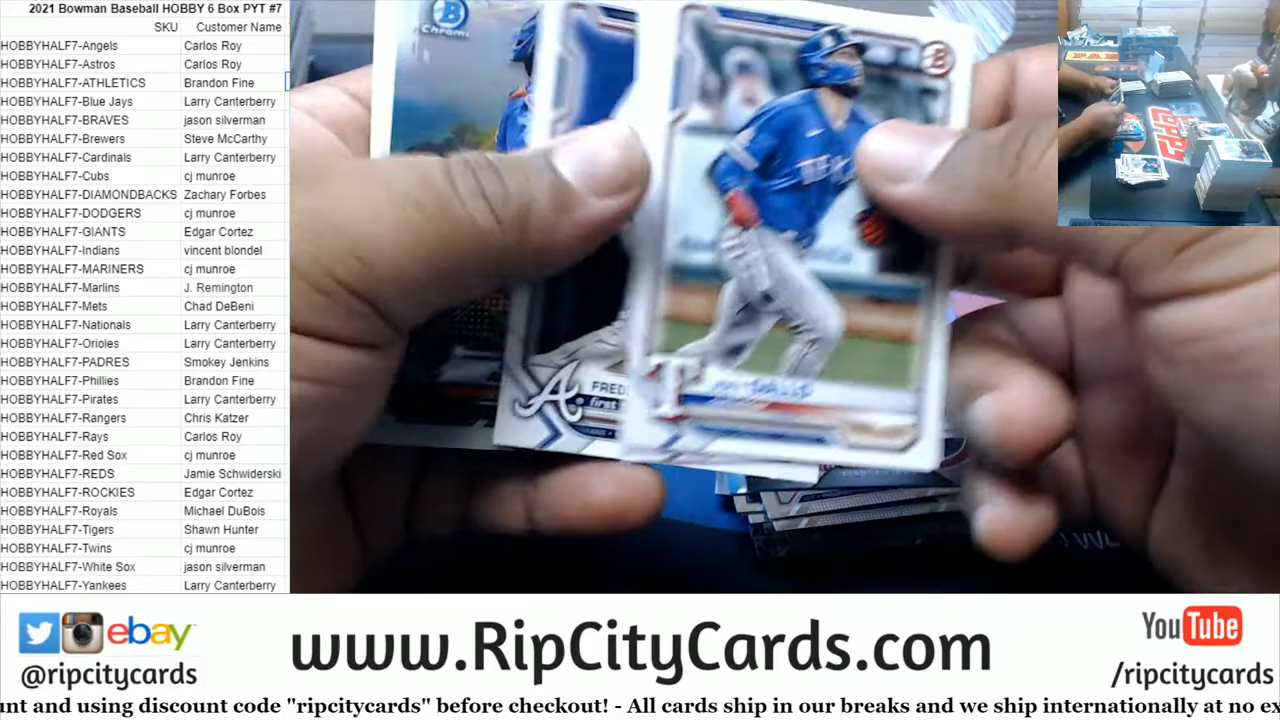 2021 Bowman Baseball HOBBY 6 Box PYT #7
SKU Customer Name
HOBBYHALF7-Angels Carlos Roy
HOBBYHALF7-Astros Carlos Roy
HOBBYHALF7-ATHLETICS Brandon Fine
HOBBYHALF7-Blue Jays Larry Canterberry
HOBBYHALF7-BRAVES jason silverman
HOBBYHALF7-Brewers Steve McCarthy
HOBBYHALF7-Cardinals Larry Canterberry
HOBBYHALF7-Cubs cj munroe
HOBBYHALF7-DIAMONDBACKS Zachary Forbes
HOBBYHALF7-DODGERS cj munroe
HOBBYHALF7-GIANTS Edgar Cortez
HOBBYHALF7-Indians vincent blondel
HOBBYHALF7-MARINERS cj munroe
HOBBYHALF7-Marlins J. Remington
HOBBYHALF7-Mets Chad DeBeni
HOBBYHALF7-Nationals Larry Canterberry
HOBBYHALF7-Orioles Larry Canterberry
HOBBYHALF7-PADRES Smokey Jenkins
HOBBYHALF7-Phillies Brandon Fine
HOBBYHALF7-Pirates Larry Canterberry
HOBBYHALF7-Rangers Chris Katzer
HOBBYHALF7-Rays Carlos Roy
HOBBYHALF7-Red Sox cj munroe
HOBBYHALF7-REDS Jamie Schwiderski
HOBBYHALF7-ROCKIES Edgar Cortez
HOBBYHALF7-Royals Michael DuBois
HOBBYHALF7-Tigers Shawn Hunter
HOBBYHALF7-Twins cj munroe
HOBBYHALF7-White Sox jason silverman
HOBBYHALF7-Yankees Larry Canterberry
B
CHROME
B
TEX
A
FRED
first
T
ebay
@ripcitycards
www.RipCityCards.com
YouTube
/ripcitycards
unt and using discount code "ripcitycards" before checkout! - All cards ship in our breaks and we ship internationally at no ex